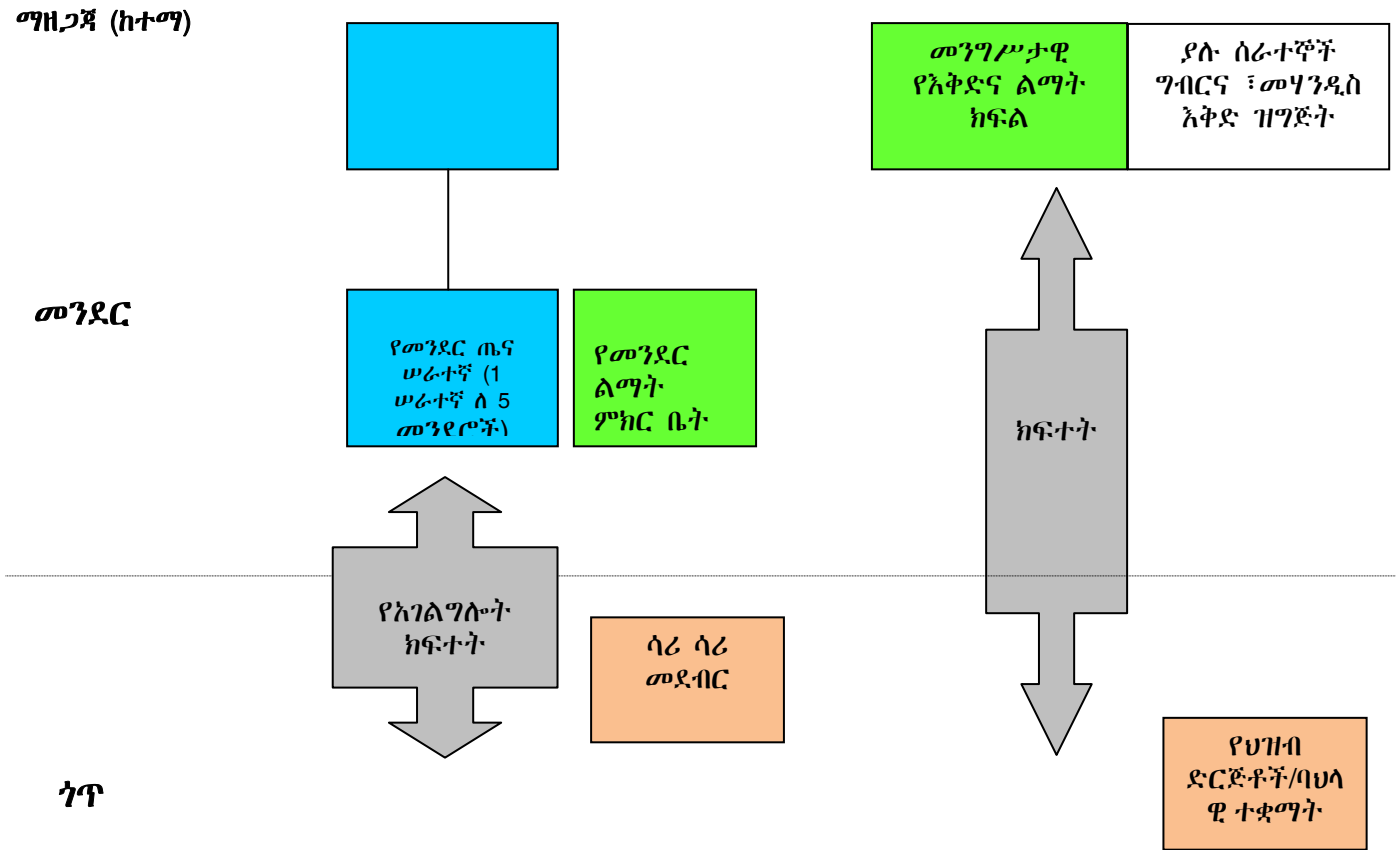 ማዘጋጃ (ከተማ)
መንግሥታዊ
የእቅድና ልማት
ክፍል
ያሉ ሰራተኞች
ግብርና ፣መሃንዲስ
እቅድ ዝግጅት
መንደር
የመንደር ጤና
ሠራተኛ (1
ሠራተኛ ለ 5
መንደሮች)
የመንደር
ልማት
ምክር ቤት
ክፍተት
የአገልግሎት
ክፍተት
ሳሪ ሳሪ
መደብር
ጎጥ
የህዝብ
ድርጅቶች/ባህላ
ዊ ተቋማት